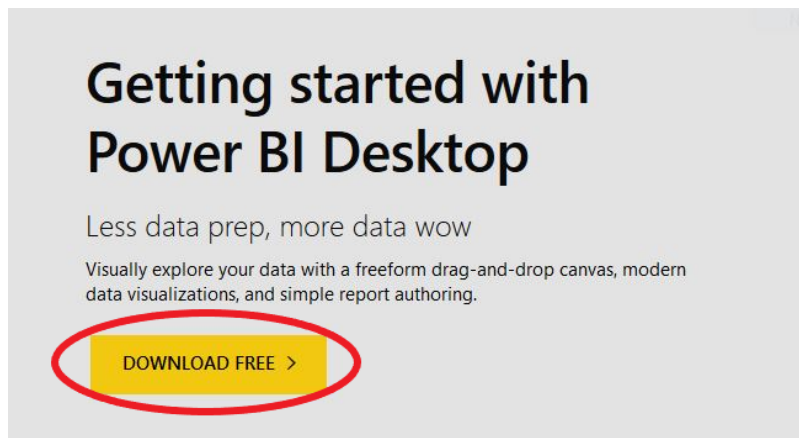 Getting started with
Power BI Desktop
Less data prep, more data wow
Visually explore your data with a freeform drag-and-drop canvas, modern
data visualizations, and simple report authoring.
DOWNLOAD FREE >